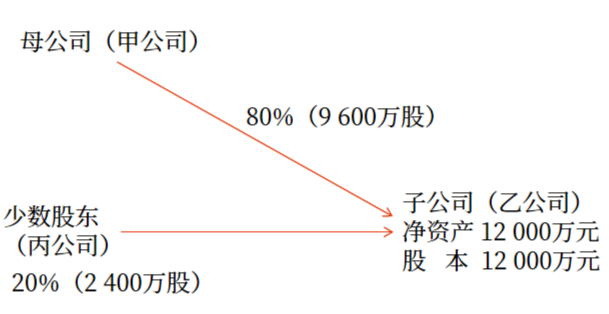 母公司（甲公司）
80%（9 600万股）
少数股东
（丙公司）
20%（2 400万股）
子公司（乙公司）
净资产 12 000万元
股 本 12 000万元